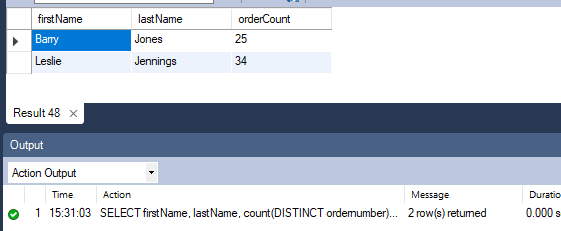 firstName lastName orderCount
Barry Jones 25
Leslie Jennings 34
Result 48
Output
Action Output
Time Action Message Duratio
1 15:31:03 SELECT firstName, lastName, count(DISTINCT ordernumber)... 2 row(s) returned 0.000 s